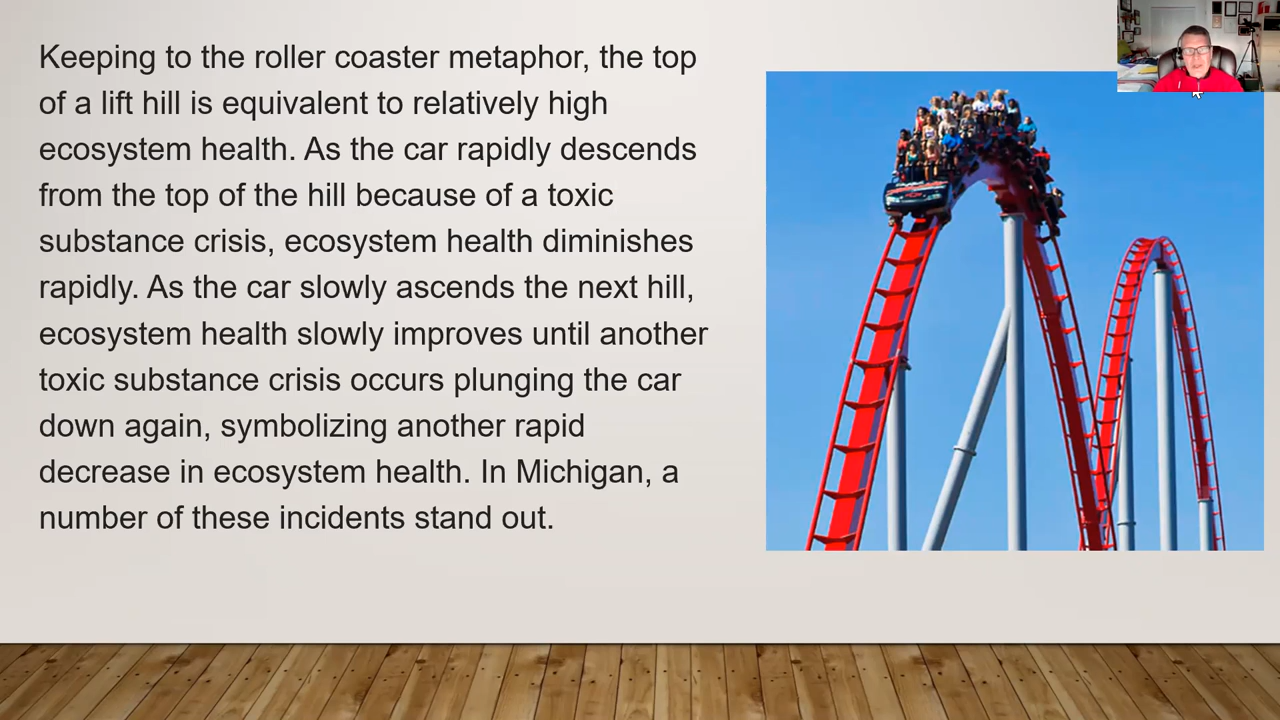 Keeping to the roller coaster metaphor, the top
of a lift hill is equivalent to relatively high
ecosystem health. As the car rapidly descends
from the top of the hill because of a toxic
substance crisis, ecosystem health diminishes
rapidly. As the car slowly ascends the next hill,
ecosystem health slowly improves until another
toxic substance crisis occurs plunging the car
down again, symbolizing another rapid
decrease in ecosystem health. In Michigan, a
number of these incidents stand out.